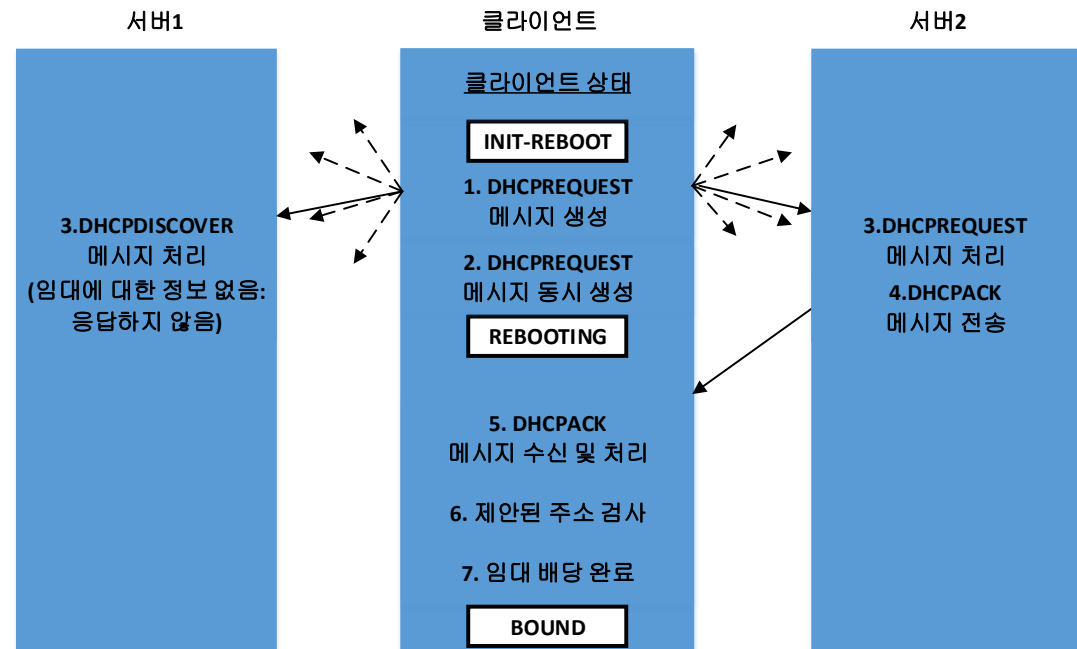 서버1
3.DHCPDISCOVER
메시지 처리
(임대에 대한 정보 없음:
응답하지 않음)
클라이언트
클라이언트 상태
INIT-REBOOT
1. DHCPREQUEST
메시지 생성
2. DHCPREQUEST
메시지 동시 생성
REBOOTING
5. DHCPACK
메시지 수신 및 처리
6. 제안된 주소 검사
7. 임대 배당 완료
BOUND
서버2
3.DHCPREQUEST
메시지 처리
4.DHCPACK
메시지 전송